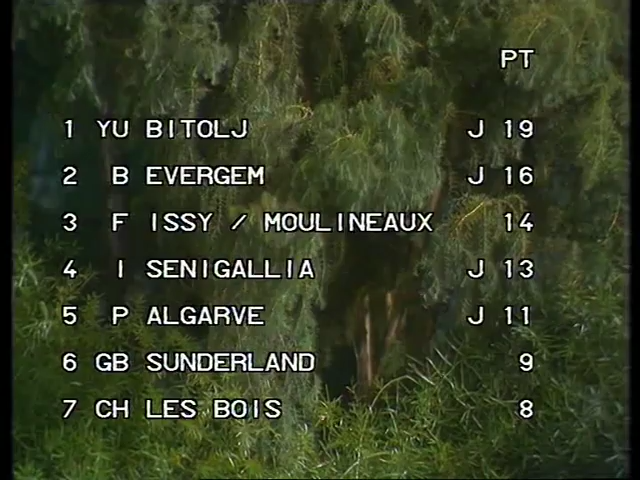 PT
1 YU BITOLJ J 19
2 B EVERGEM J 16
3 F ISSY / MOULINEAUX 14
4 I SENIGALLIA J 13
5 P ALGARVE J 11
6 GB SUNDERLAND 9
7 CH LES BOIS 8